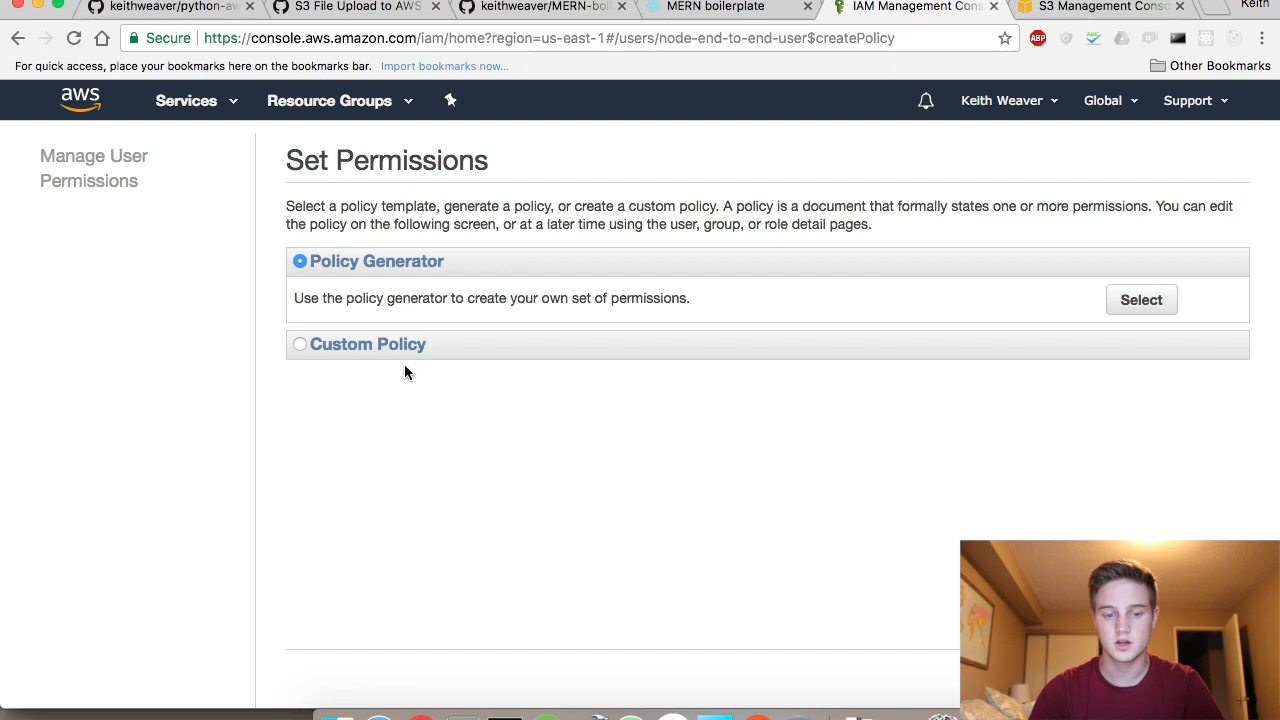 keithweaver/python-aw
S3 File Upload to AWS
keithweaver/MERN-boil
MERN boilerplate
IAM Management Cons
S3 Management Conso
Keith
Secure
https://console.aws.amazon.com/iam/home?region=us-east-1#/users/node-end-to-end-user$createPolicy
ABP
For quick access, place your bookmarks here on the bookmarks bar. Import bookmarks now...
Other Bookmarks
aws
Services
Resource Groups
Keith Weaver
Global
Support
Manage User
Permissions
Set Permissions
Select a policy template, generate a policy, or create a custom policy. A policy is a document that formally states one or more permissions. You can edit
the policy on the following screen, or at a later time using the user, group, or role detail pages.
Policy Generator
Use the policy generator to create your own set of permissions.
Select
Custom Policy